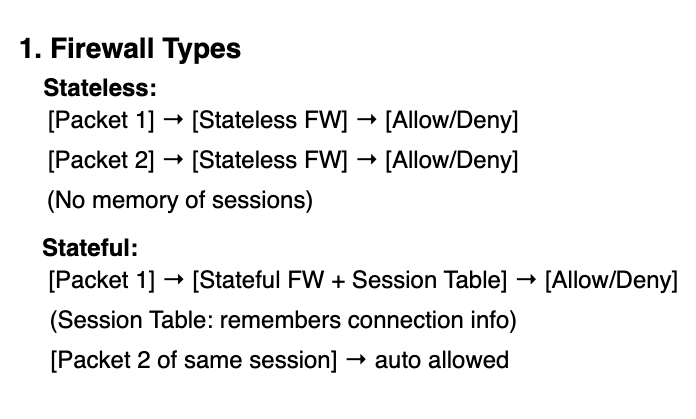 1. Firewall Types
Stateless:
[Packet 1] → [Stateless FW] → [Allow/Deny]
[Packet 2] → [Stateless FW] → [Allow/Deny]
(No memory of sessions)
Stateful:
[Packet 1] → [Stateful FW + Session Table] → [Allow/Deny]
(Session Table: remembers connection info)
[Packet 2 of same session] → auto allowed